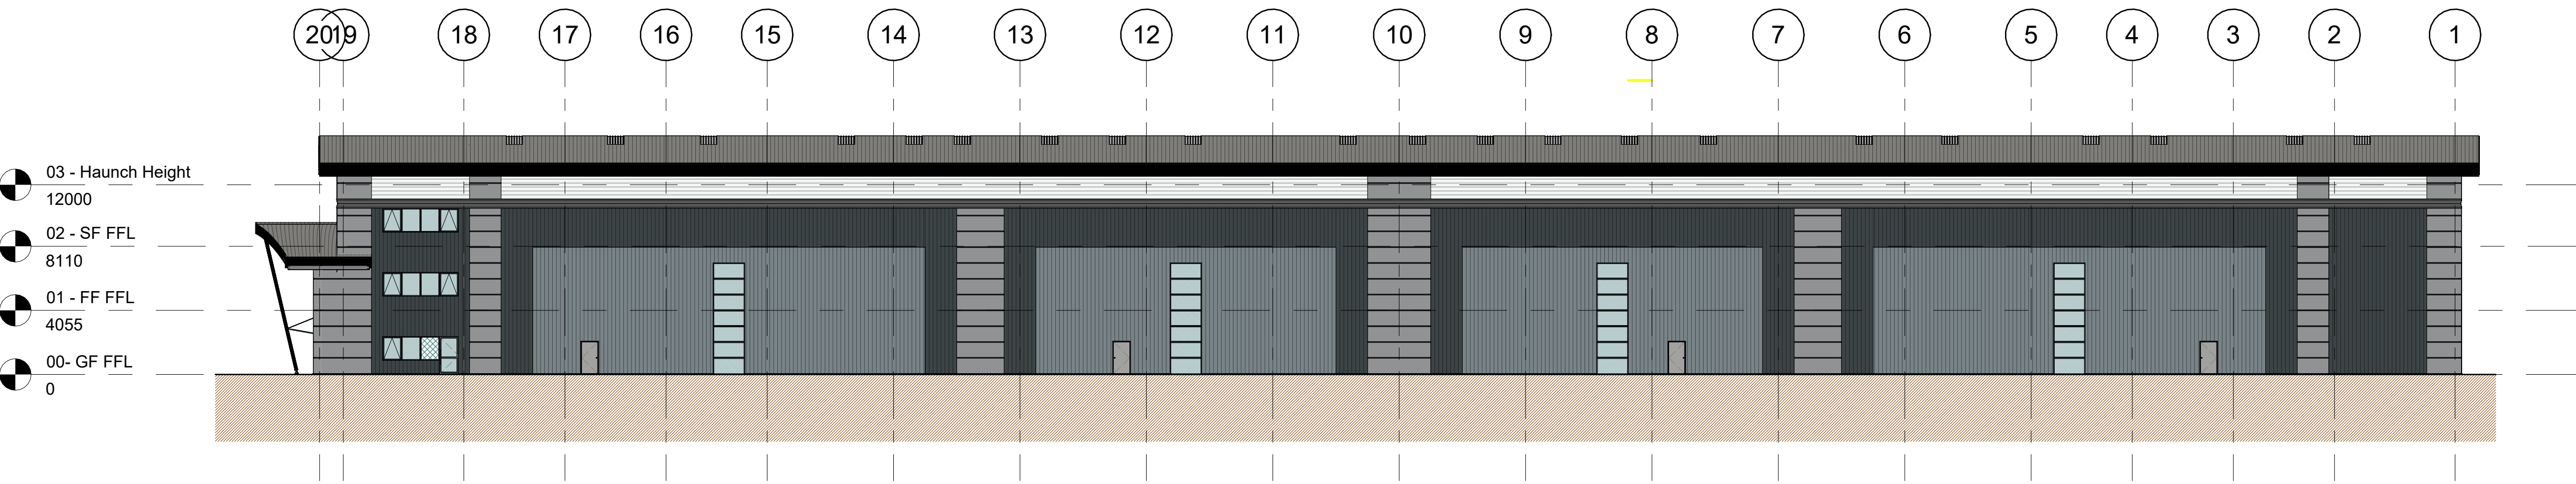 20 19 18 17 16 15 14 13 12 11 10 9 8 7 6 5 4 3 2 1
03 - Haunch Height
12000
02 - SF FFL
8110
01 - FF FFL
4055
00- GF FFL
0